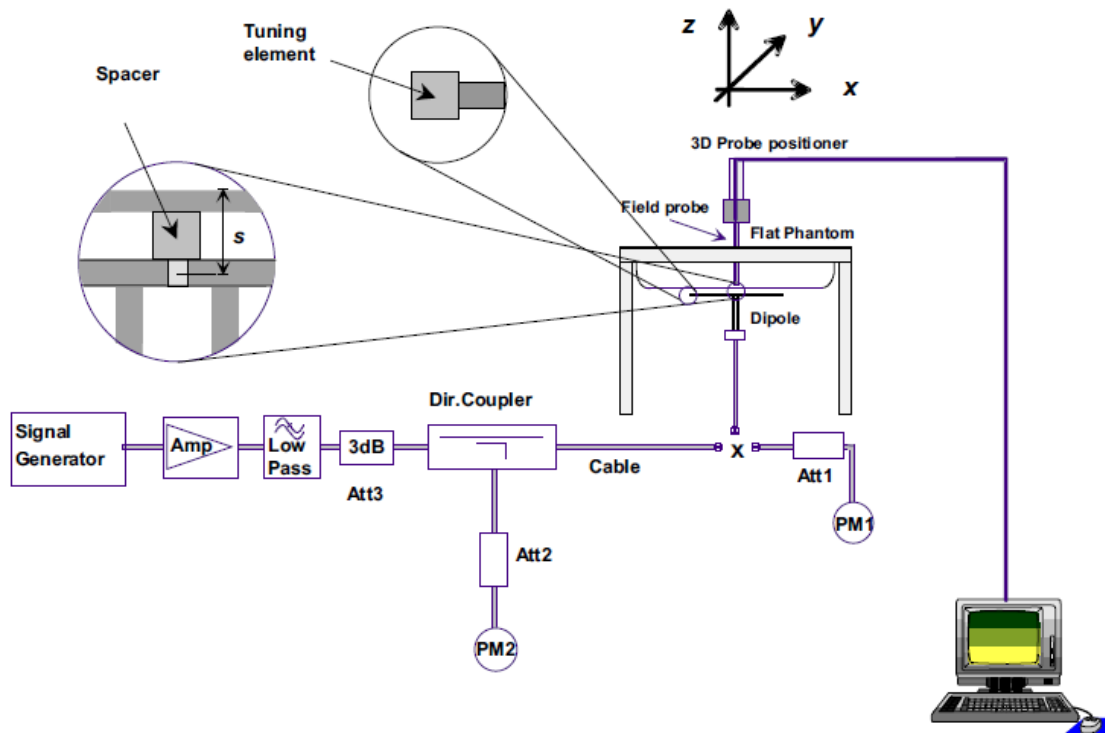 Tuning
element
Spacer
s
z
y
x
3D Probe positioner
Field probe
Flat Phantom
Dipole
Dir.Coupler
Signal
Generator
Amp
Low
Pass
3dB
Att3
Cable
X
Att1
PM1
Att2
PM2